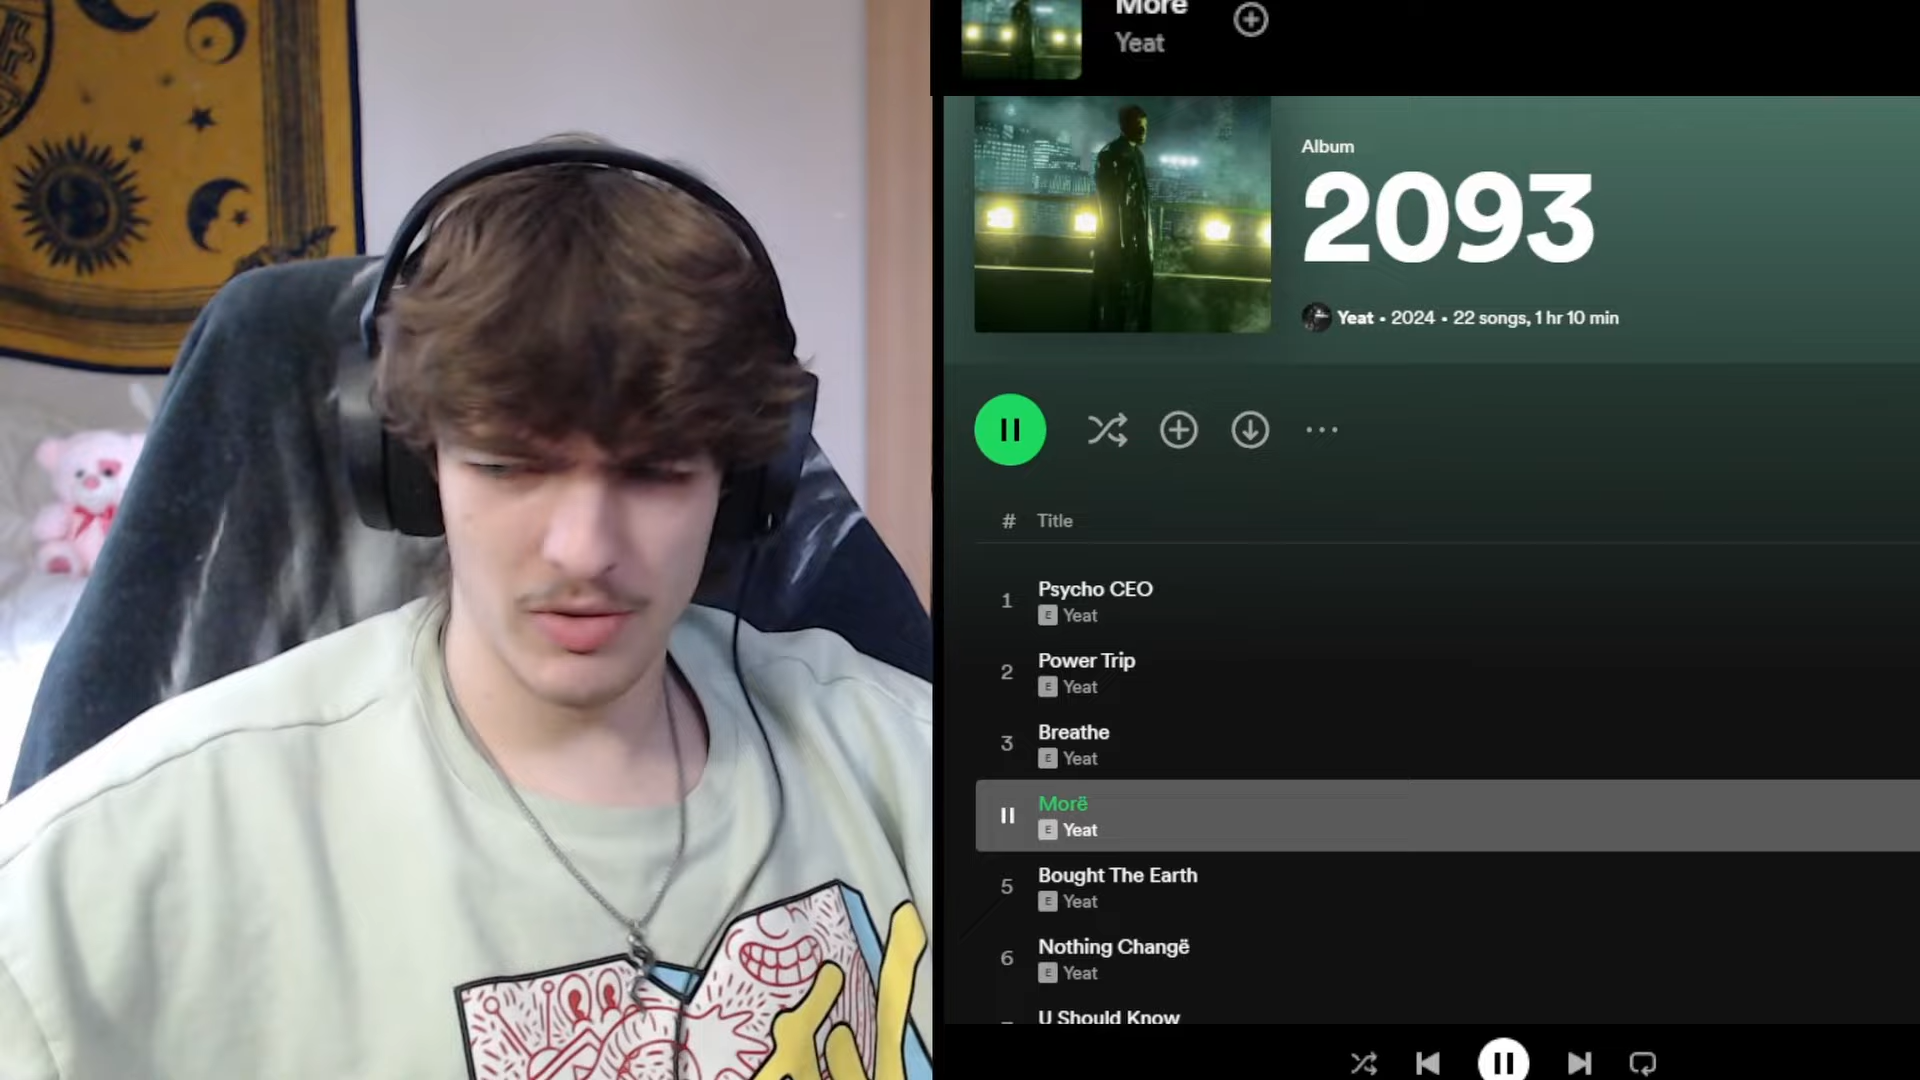 Morë
Yeat
Album
2093
Yeat • 2024 • 22 songs, 1 hr 10 min
# Title
1
Psycho CEO
E Yeat
2
Power Trip
E Yeat
3
Breathe
E Yeat
Morë
E Yeat
5
Bought The Earth
E Yeat
6
Nothing Changë
E Yeat
U Should Know